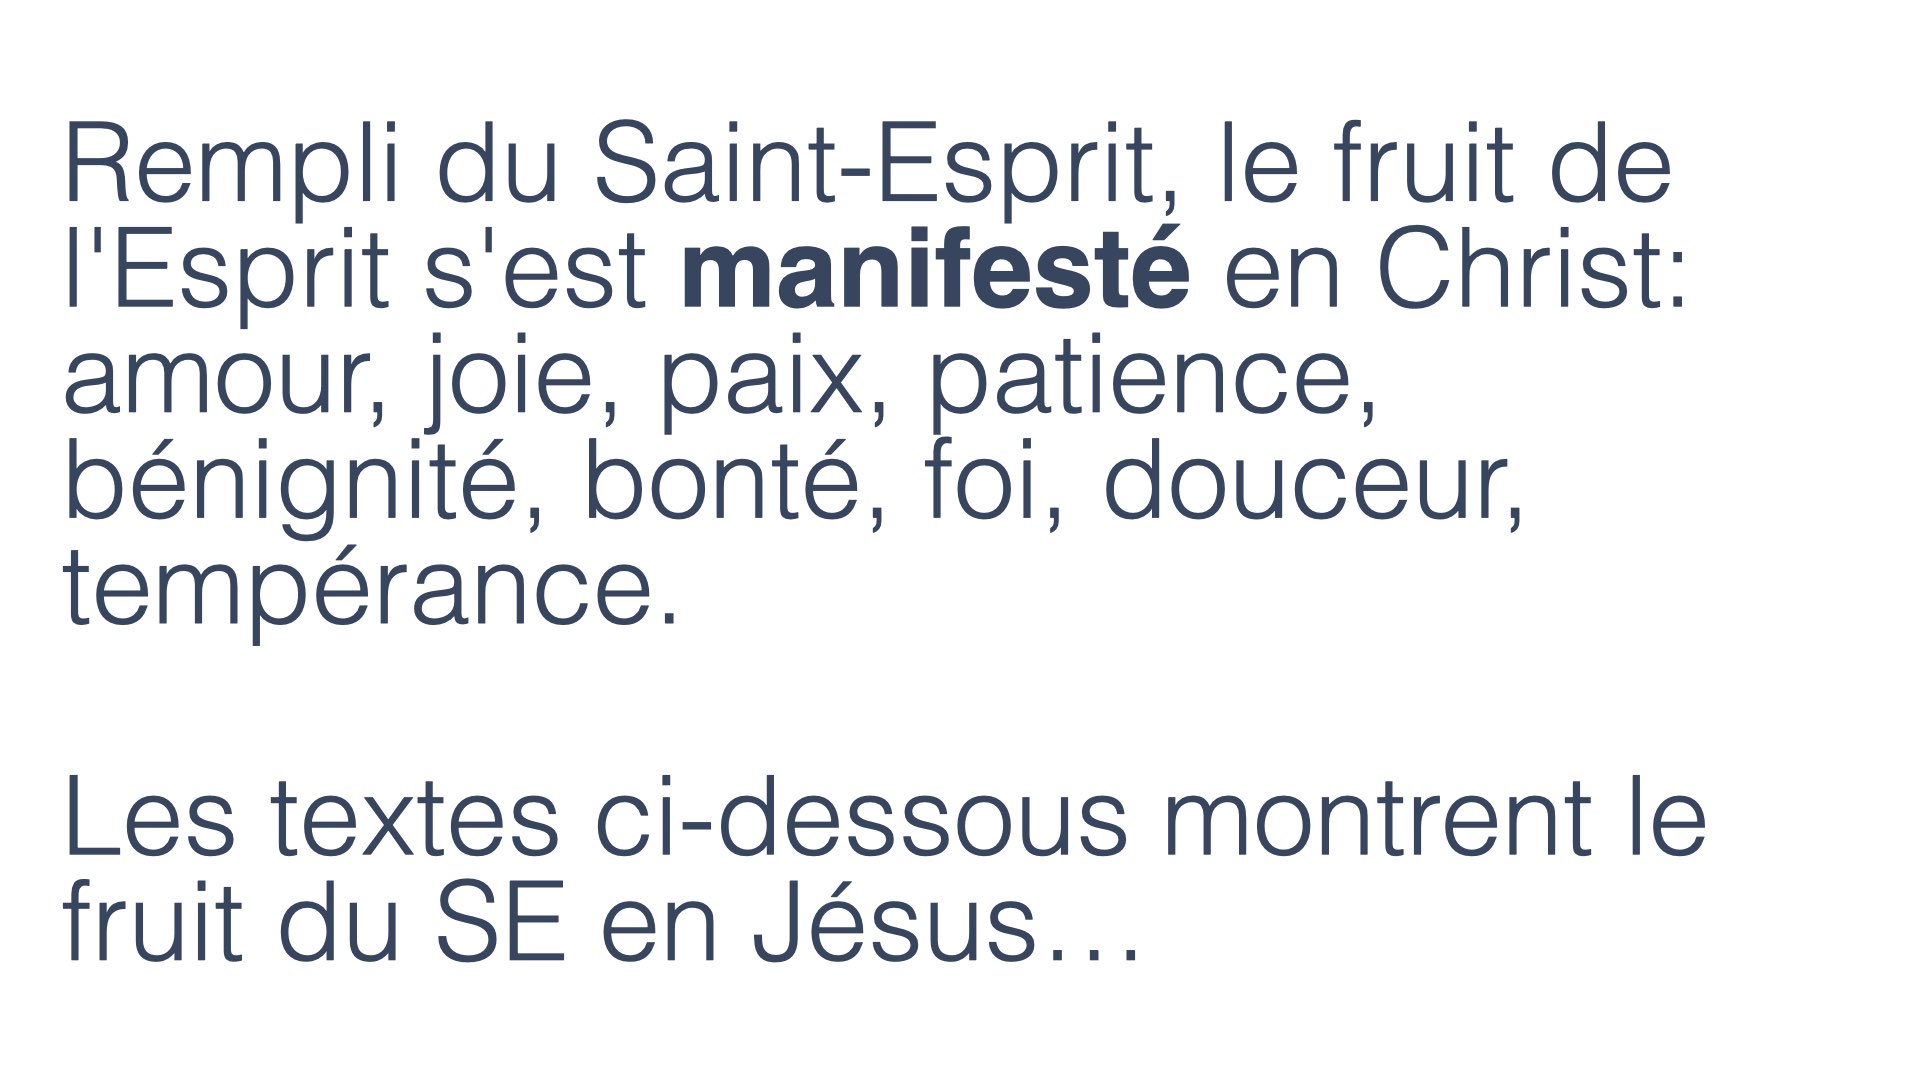 Rempli du Saint-Esprit, le fruit de
l'Esprit s'est manifesté en Christ:
amour, joie, paix, patience,
bénignité, bonté, foi, douceur,
tempérance.
Les textes ci-dessous montrent le
fruit du SE en Jésus…